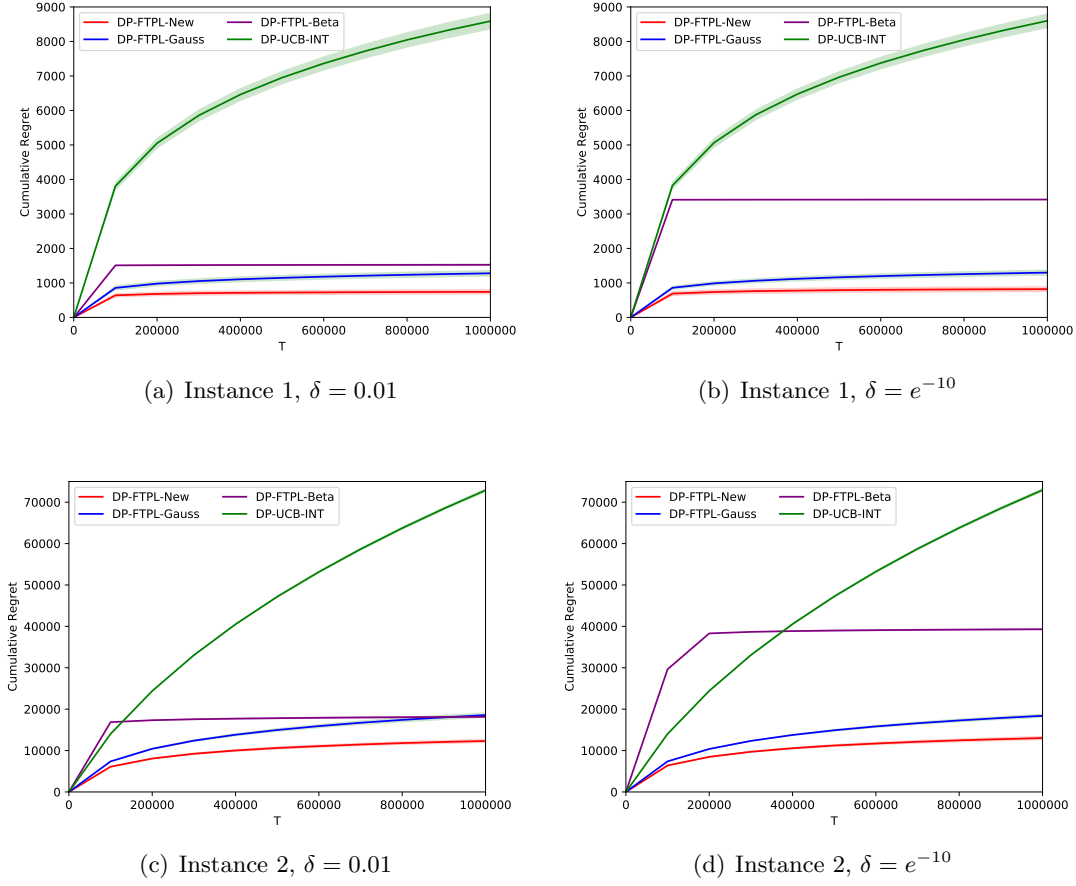 9000
8000
7000
6000
5000
4000
3000
2000
1000
0
Cumulative Regret
DP-FTPL-New
DP-FTPL-Gauss
DP-FTPL-Beta
DP-UCB-INT
0 200000 400000 600000 800000 1000000
T
(a) Instance 1, δ = 0.01
9000
8000
7000
6000
5000
4000
3000
2000
1000
0
Cumulative Regret
DP-FTPL-New
DP-FTPL-Gauss
DP-FTPL-Beta
DP-UCB-INT
0 200000 400000 600000 800000 1000000
T
(b) Instance 1, δ = e⁻¹⁰
70000
60000
50000
40000
30000
20000
10000
0
Cumulative Regret
DP-FTPL-New
DP-FTPL-Gauss
DP-FTPL-Beta
DP-UCB-INT
0 200000 400000 600000 800000 1000000
T
(c) Instance 2, δ = 0.01
70000
60000
50000
40000
30000
20000
10000
0
Cumulative Regret
DP-FTPL-New
DP-FTPL-Gauss
DP-FTPL-Beta
DP-UCB-INT
0 200000 400000 600000 800000 1000000
T
(d) Instance 2, δ = e⁻¹⁰